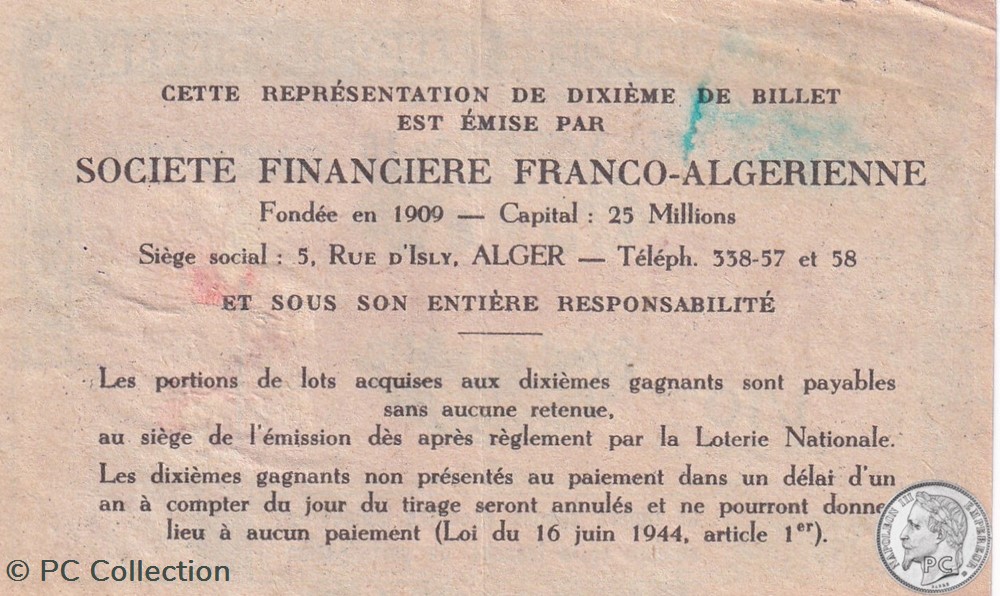 CETTE REPRÉSENTATION DE DIXIÈME DE BILLET
EST ÉMISE PAR
SOCIETE FINANCIERE FRANCO-ALGERIENNE
Fondée en 1909 — Capital : 25 Millions
Siège social : 5, RUE D'ISLY, ALGER — Téléph. 338-57 et 58
ET SOUS SON ENTIÈRE RESPONSABILITÉ
Les portions de lots acquises aux dixièmes gagnants sont payables
sans aucune retenue,
au siège de l'émission dès après règlement par la Loterie Nationale.
Les dixièmes gagnants non présentés au paiement dans un délai d'un
an à compter du jour du tirage seront annulés et ne pourront donne
lieu à aucun paiement (Loi du 16 juin 1944, article 1er).
NAPOLEON III EMPEREUR
PC
© PC Collection